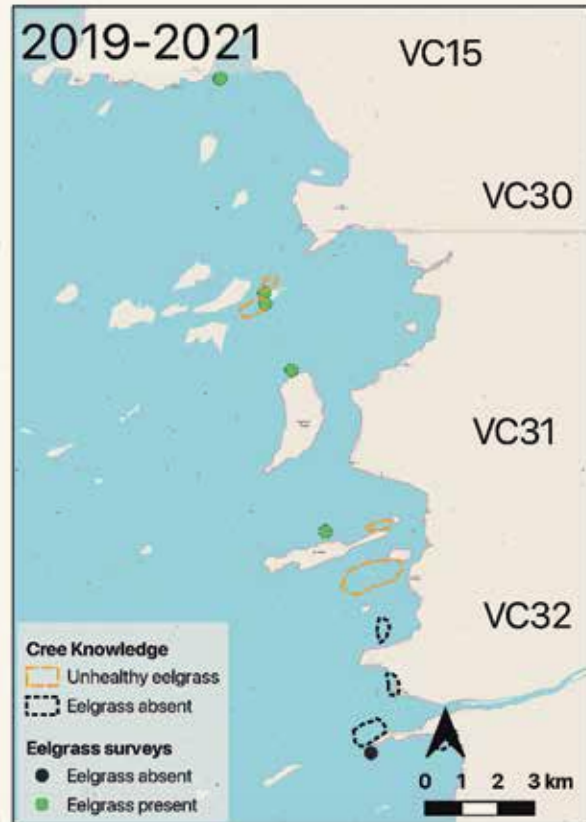 2019-2021
VC15
VC30
VC31
VC32
Cree Knowledge
Unhealthy eelgrass
Eelgrass absent
Eelgrass surveys
Eelgrass absent
Eelgrass present
0 1 2 3 km